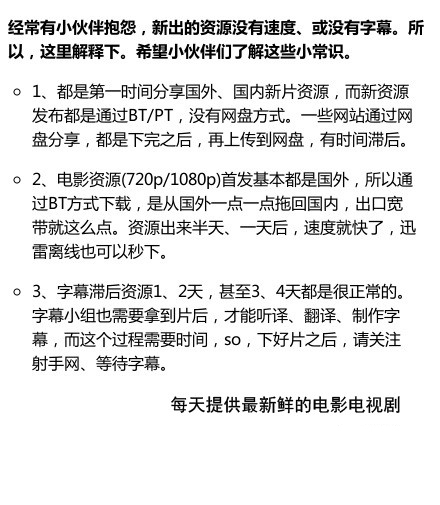 经常有小伙伴抱怨，新出的资源没有速度、或没有字幕。所
以，这里解释下。希望小伙伴们了解这些小常识。
1、都是第一时间分享国外、国内新片资源，而新资源
发布都是通过BT/PT，没有网盘方式。一些网站通过网
盘分享，都是下完之后，再上传到网盘，有时间滞后。
2、电影资源(720p/1080p)首发基本都是国外，所以通
过BT方式下载，是从国外一点一点拖回国内，出口宽
带就这么点。资源出来半天、一天后，速度就快了，迅
雷离线也可以秒下。
3、字幕滞后资源1、2天，甚至3、4天都是很正常的。
字幕小组也需要拿到片后，才能听译、翻译、制作字
幕，而这个过程需要时间，so，下好片之后，请关注
射手网、等待字幕。
每天提供最新鲜的电影电视剧